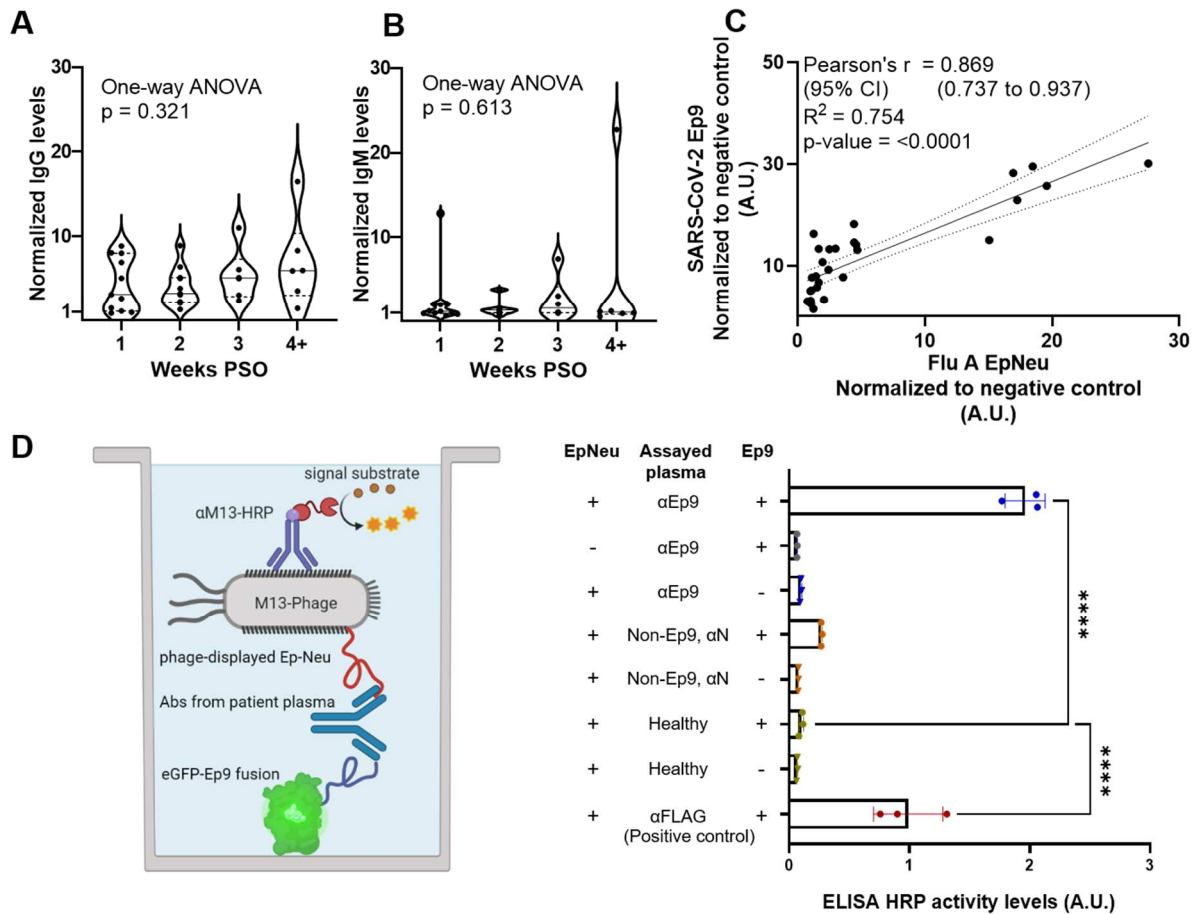 A
30
20
10
1
Normalized IgG levels
One-way ANOVA
p = 0.321
1 2 3 4+
Weeks PSO
B
30
20
10
1
Normalized IgM levels
One-way ANOVA
p = 0.613
1 2 3 4+
Weeks PSO
C
SARS-CoV-2 Ep9
Normalized to negative control
(A.U.)
50
30
10
Pearson's r = 0.869
(95% CI) (0.737 to 0.937)
R² = 0.754
p-value = <0.0001
0 10 20 30
Flu A EpNeu
Normalized to negative control
(A.U.)
D
signal substrate
αM13-HRP
M13-Phage
phage-displayed Ep-Neu
Abs from patient plasma
eGFP-Ep9 fusion
EpNeu Assayed Ep9
plasma
+ αEp9 +
- αEp9 +
+ αEp9 -
+ Non-Ep9, αN +
+ Non-Ep9, αN -
+ Healthy +
+ Healthy -
+ αFLAG +
(Positive control)
****
****
0 1 2 3
ELISA HRP activity levels (A.U.)